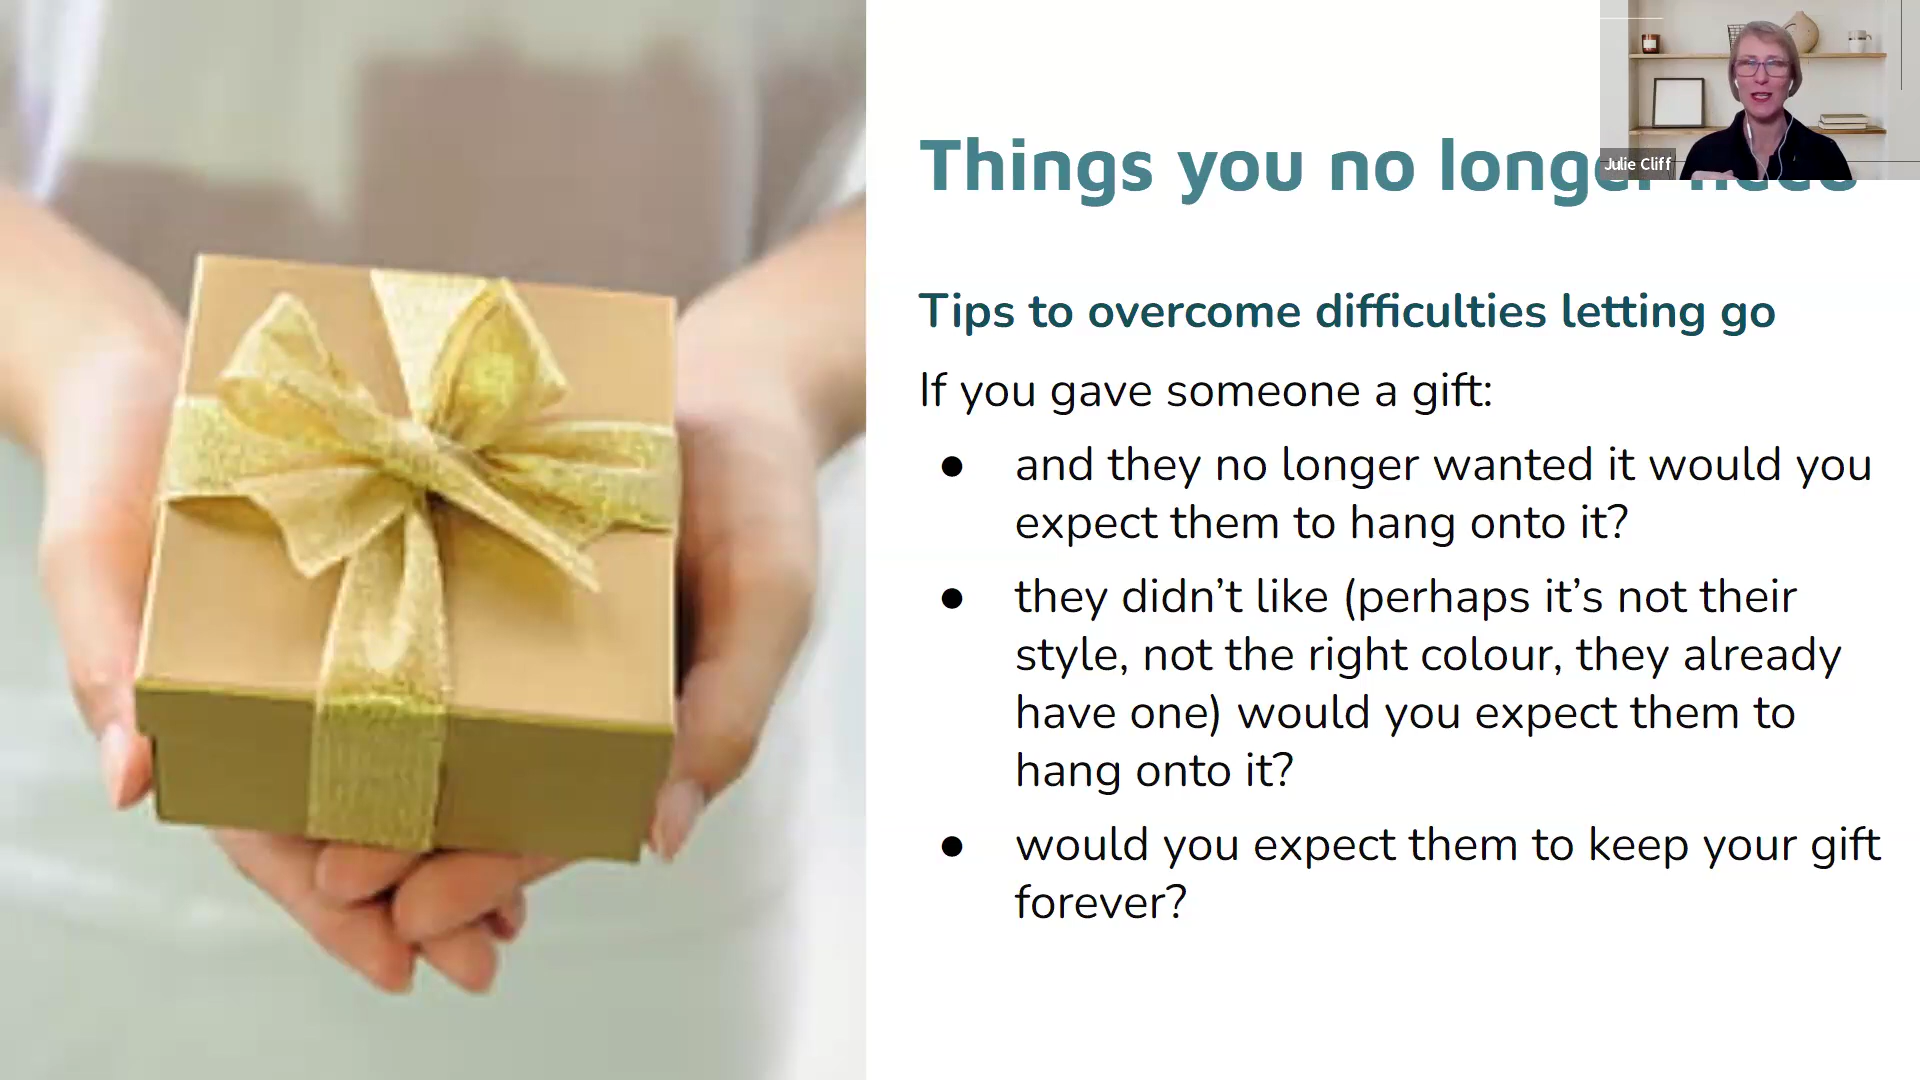 Things you no longer need
Julie Cliff
Tips to overcome difficulties letting go
If you gave someone a gift:
● and they no longer wanted it would you
expect them to hang onto it?
● they didn’t like (perhaps it’s not their
style, not the right colour, they already
have one) would you expect them to
hang onto it?
● would you expect them to keep your gift
forever?